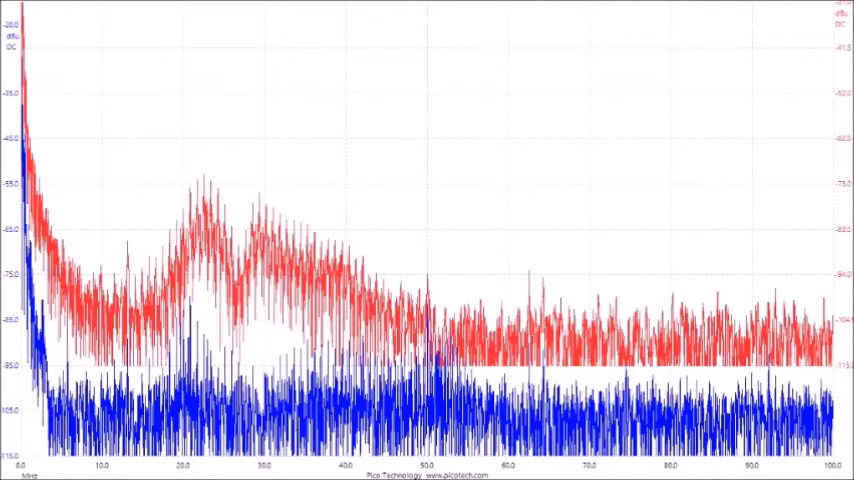 -20.0
dBu
DC
-35.0
-45.0
-55.0
-65.0
-75.0
-85.0
-95.0
-105.0
-115.0
dBu
DC
-41.5
-52.0
-62.5
-73.0
-83.5
-94.0
-104.5
-115.0
0.0 10.0 20.0 30.0 40.0 50.0 60.0 70.0 80.0 90.0 100.0
MHz
Pico Technology www.picotech.com